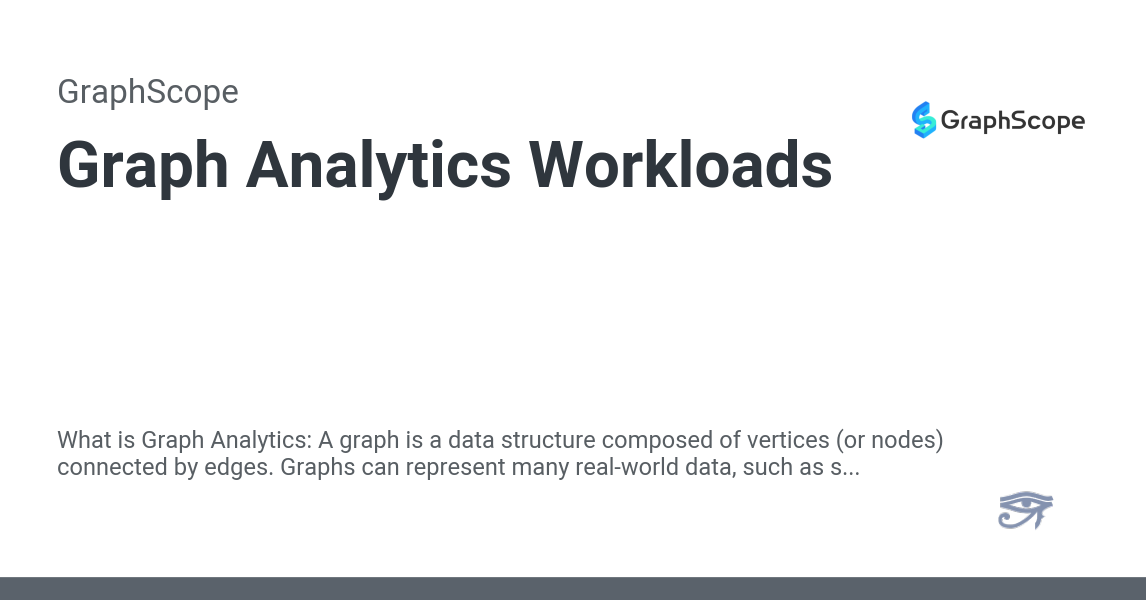 GraphScope
GraphScope
Graph Analytics Workloads
What is Graph Analytics: A graph is a data structure composed of vertices (or nodes)
connected by edges. Graphs can represent many real-world data, such as s...